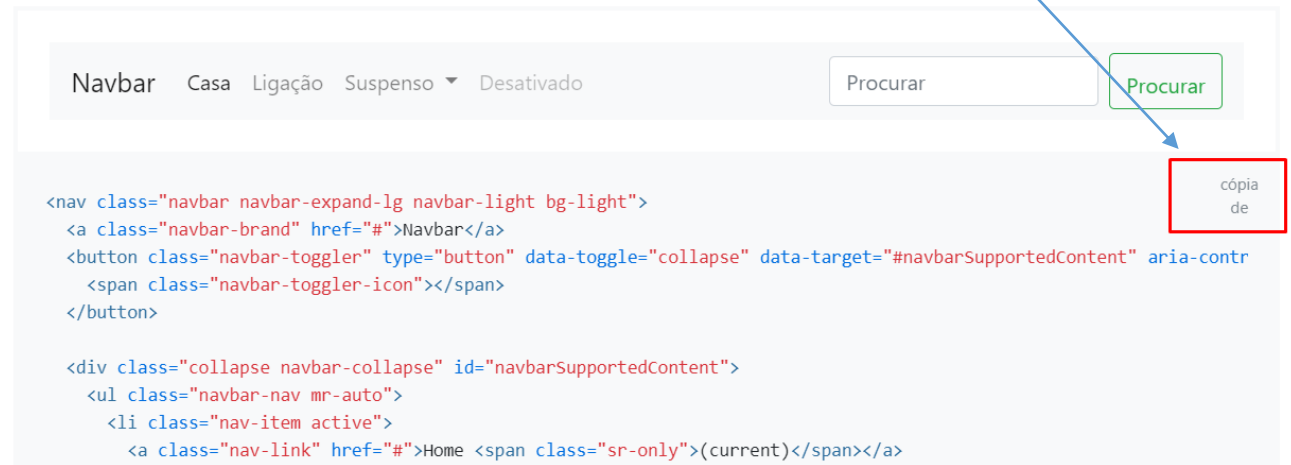 Navbar Casa Ligação Suspenso Desativado Procurar Procurar
cópia
de
<nav class="navbar navbar-expand-lg navbar-light bg-light">
<a class="navbar-brand" href="#">Navbar</a>
<button class="navbar-toggler" type="button" data-toggle="collapse" data-target="#navbarSupportedContent" aria-contr
<span class="navbar-toggler-icon"></span>
</button>
<div class="collapse navbar-collapse" id="navbarSupportedContent">
<ul class="navbar-nav mr-auto">
<li class="nav-item active">
<a class="nav-link" href="#">Home <span class="sr-only">(current)</span></a>